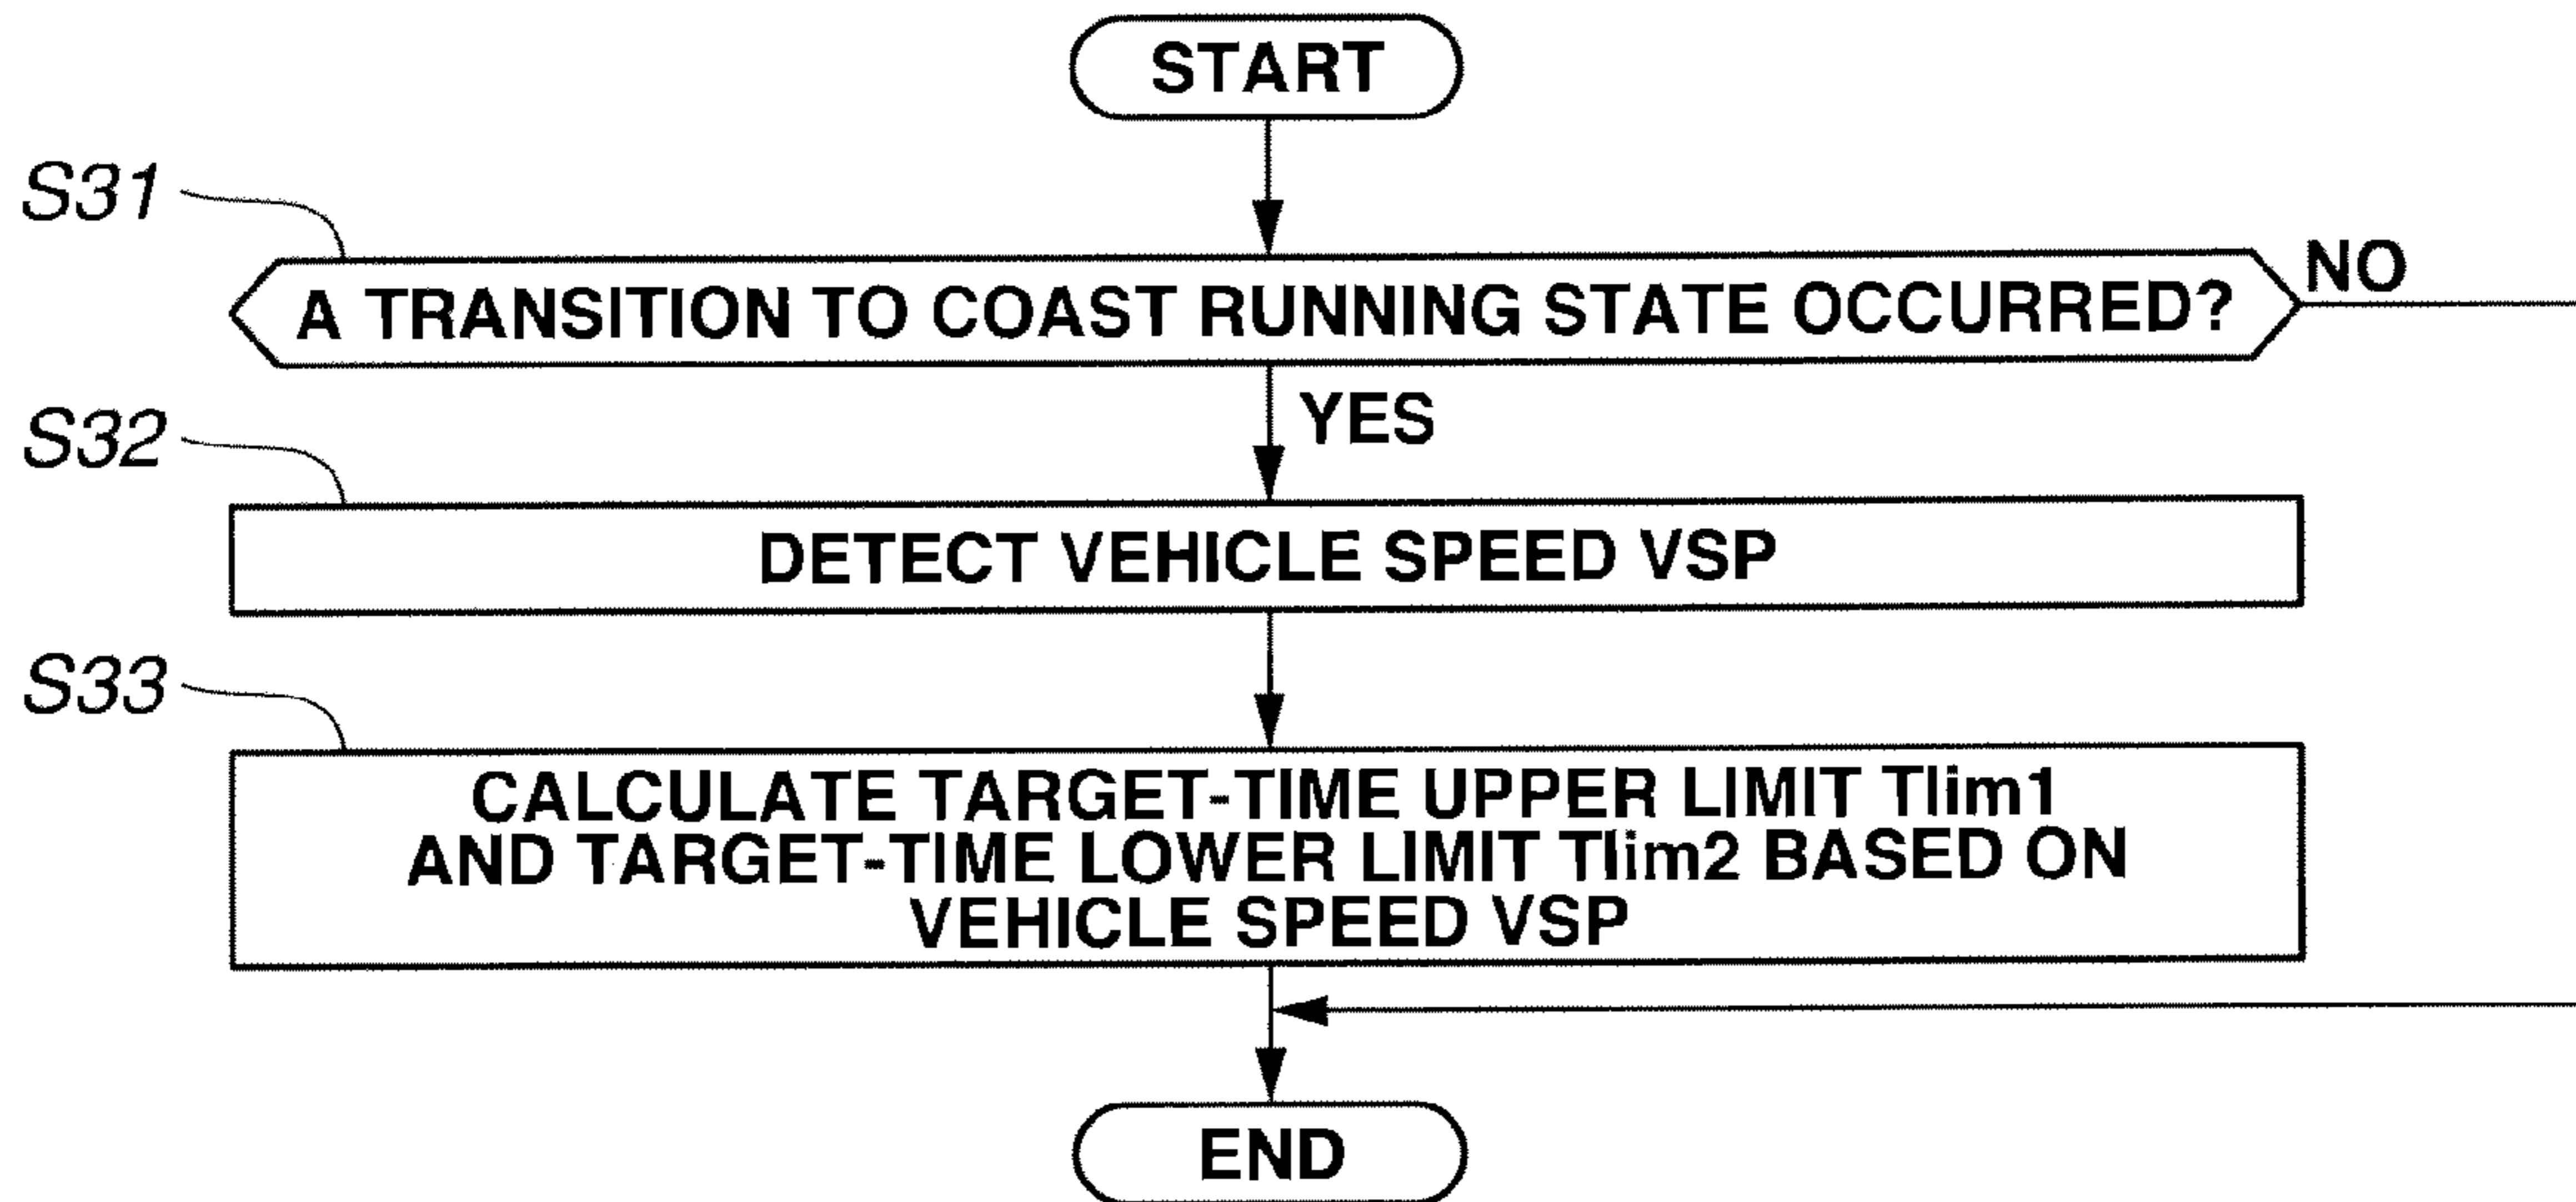 START
S31
A TRANSITION TO COAST RUNNING STATE OCCURRED?
NO
YES
S32
DETECT VEHICLE SPEED VSP
S33
CALCULATE TARGET-TIME UPPER LIMIT Tlim1
AND TARGET-TIME LOWER LIMIT Tlim2 BASED ON
VEHICLE SPEED VSP
END